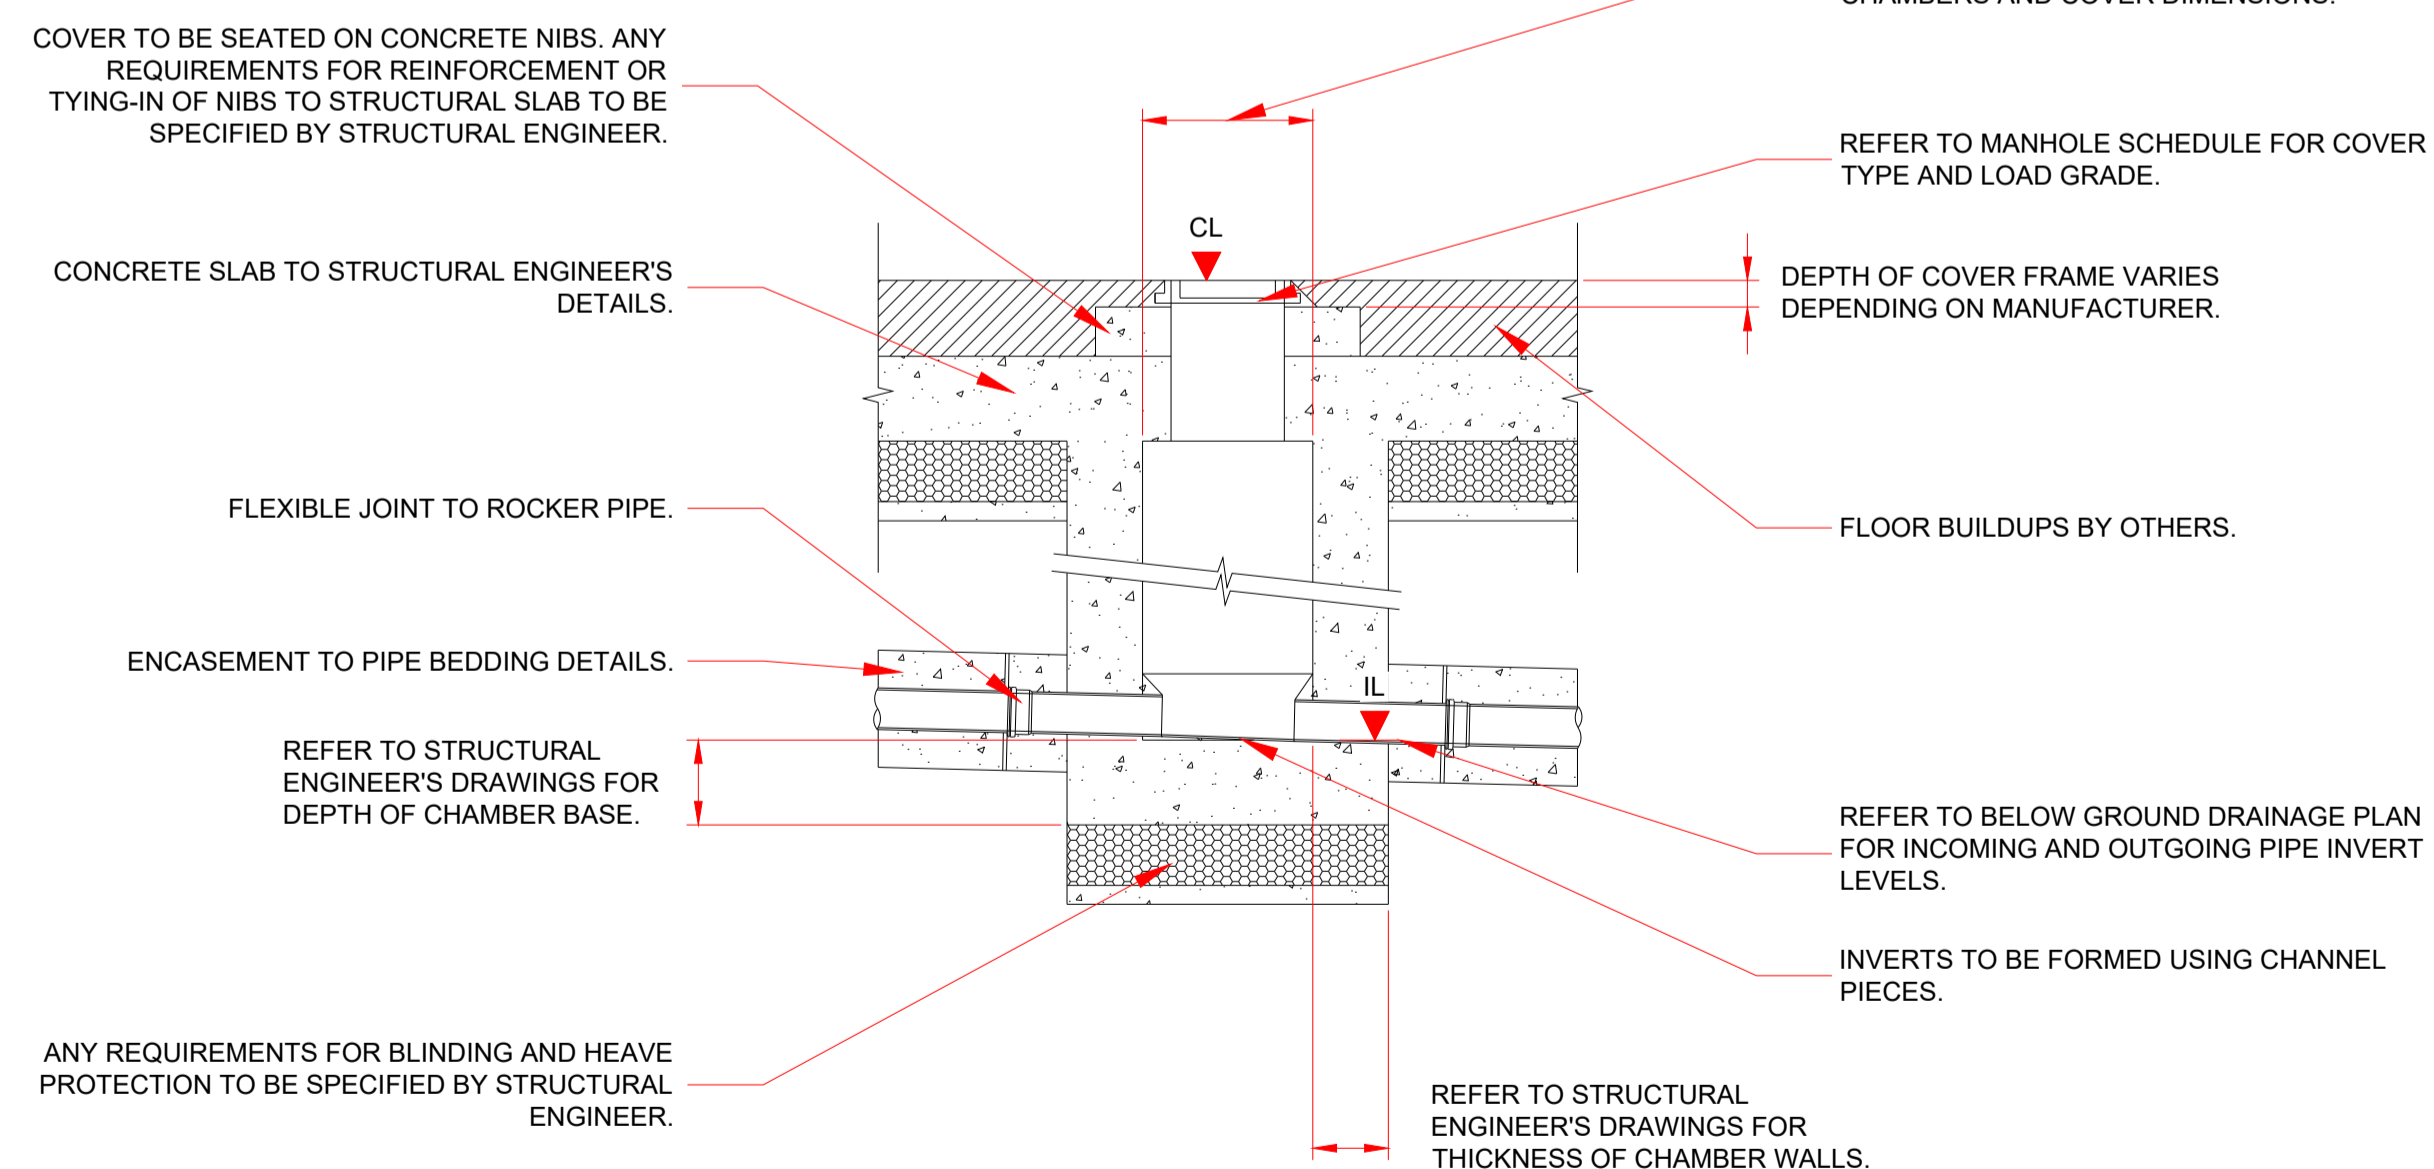 CHAMBERS AND COVER DIMENSIONS.
COVER TO BE SEATED ON CONCRETE NIBS. ANY
REQUIREMENTS FOR REINFORCEMENT OR
TYING-IN OF NIBS TO STRUCTURAL SLAB TO BE
SPECIFIED BY STRUCTURAL ENGINEER.
REFER TO MANHOLE SCHEDULE FOR COVER
TYPE AND LOAD GRADE.
CL
CONCRETE SLAB TO STRUCTURAL ENGINEER'S
DETAILS.
DEPTH OF COVER FRAME VARIES
DEPENDING ON MANUFACTURER.
FLEXIBLE JOINT TO ROCKER PIPE.
FLOOR BUILDUPS BY OTHERS.
ENCASEMENT TO PIPE BEDDING DETAILS.
IL
REFER TO STRUCTURAL
ENGINEER'S DRAWINGS FOR
DEPTH OF CHAMBER BASE.
REFER TO BELOW GROUND DRAINAGE PLAN
FOR INCOMING AND OUTGOING PIPE INVERT
LEVELS.
INVERTS TO BE FORMED USING CHANNEL
PIECES.
ANY REQUIREMENTS FOR BLINDING AND HEAVE
PROTECTION TO BE SPECIFIED BY STRUCTURAL
ENGINEER.
REFER TO STRUCTURAL
ENGINEER'S DRAWINGS FOR
THICKNESS OF CHAMBER WALLS.